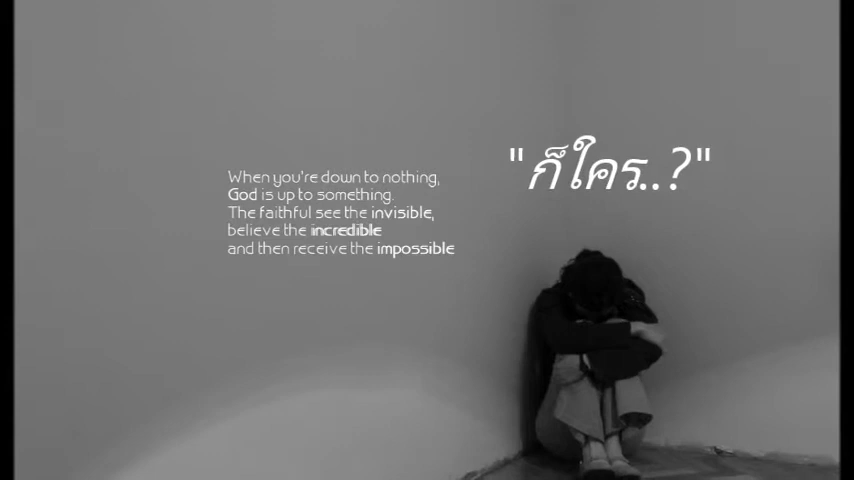 "ก็ใคร..?"
When you're down to nothing,
God is up to something.
The faithful see the invisible,
believe the incredible
and then receive the impossible